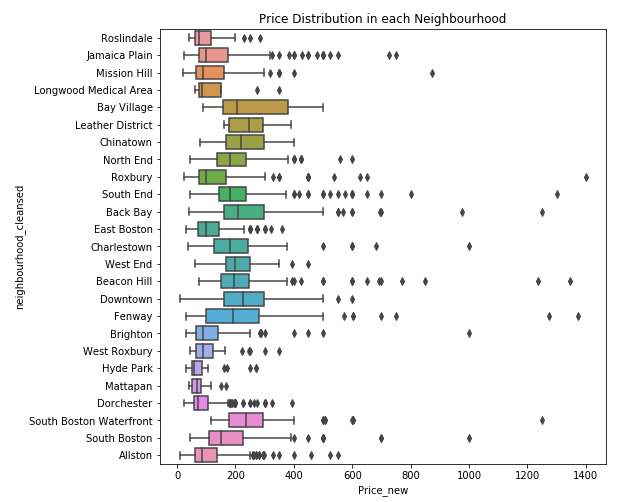 Price Distribution in each Neighbourhood
neighbourhood_cleansed
Roslindale
Jamaica Plain
Mission Hill
Longwood Medical Area
Bay Village
Leather District
Chinatown
North End
Roxbury
South End
Back Bay
East Boston
Charlestown
West End
Beacon Hill
Downtown
Fenway
Brighton
West Roxbury
Hyde Park
Mattapan
Dorchester
South Boston Waterfront
South Boston
Allston
0 200 400 600 800 1000 1200 1400
Price_new